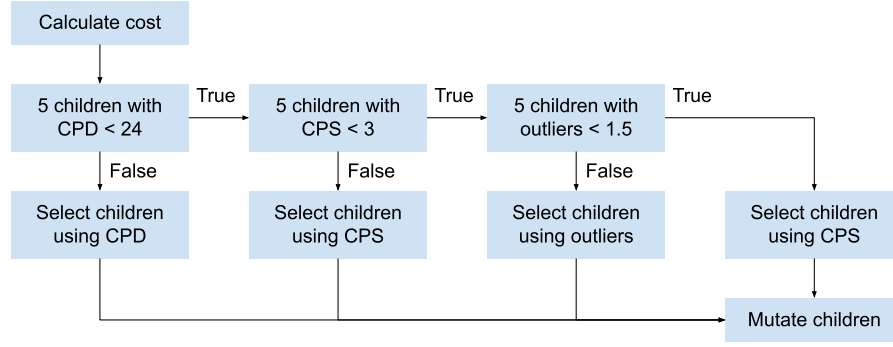 Calculate cost
5 children with
CPD < 24
True
5 children with
CPS < 3
True
5 children with
outliers < 1.5
True
False
False
False
Select children
using CPD
Select children
using CPS
Select children
using outliers
Select children
using CPS
Mutate children